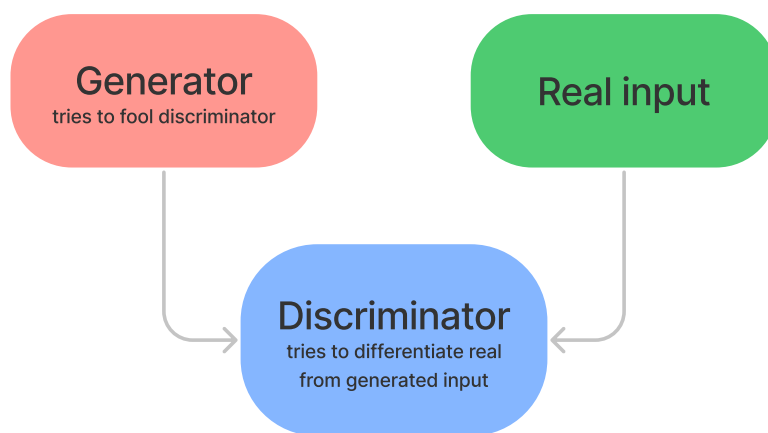 Generator
tries to fool discriminator
Real input
Discriminator
tries to differentiate real
from generated input